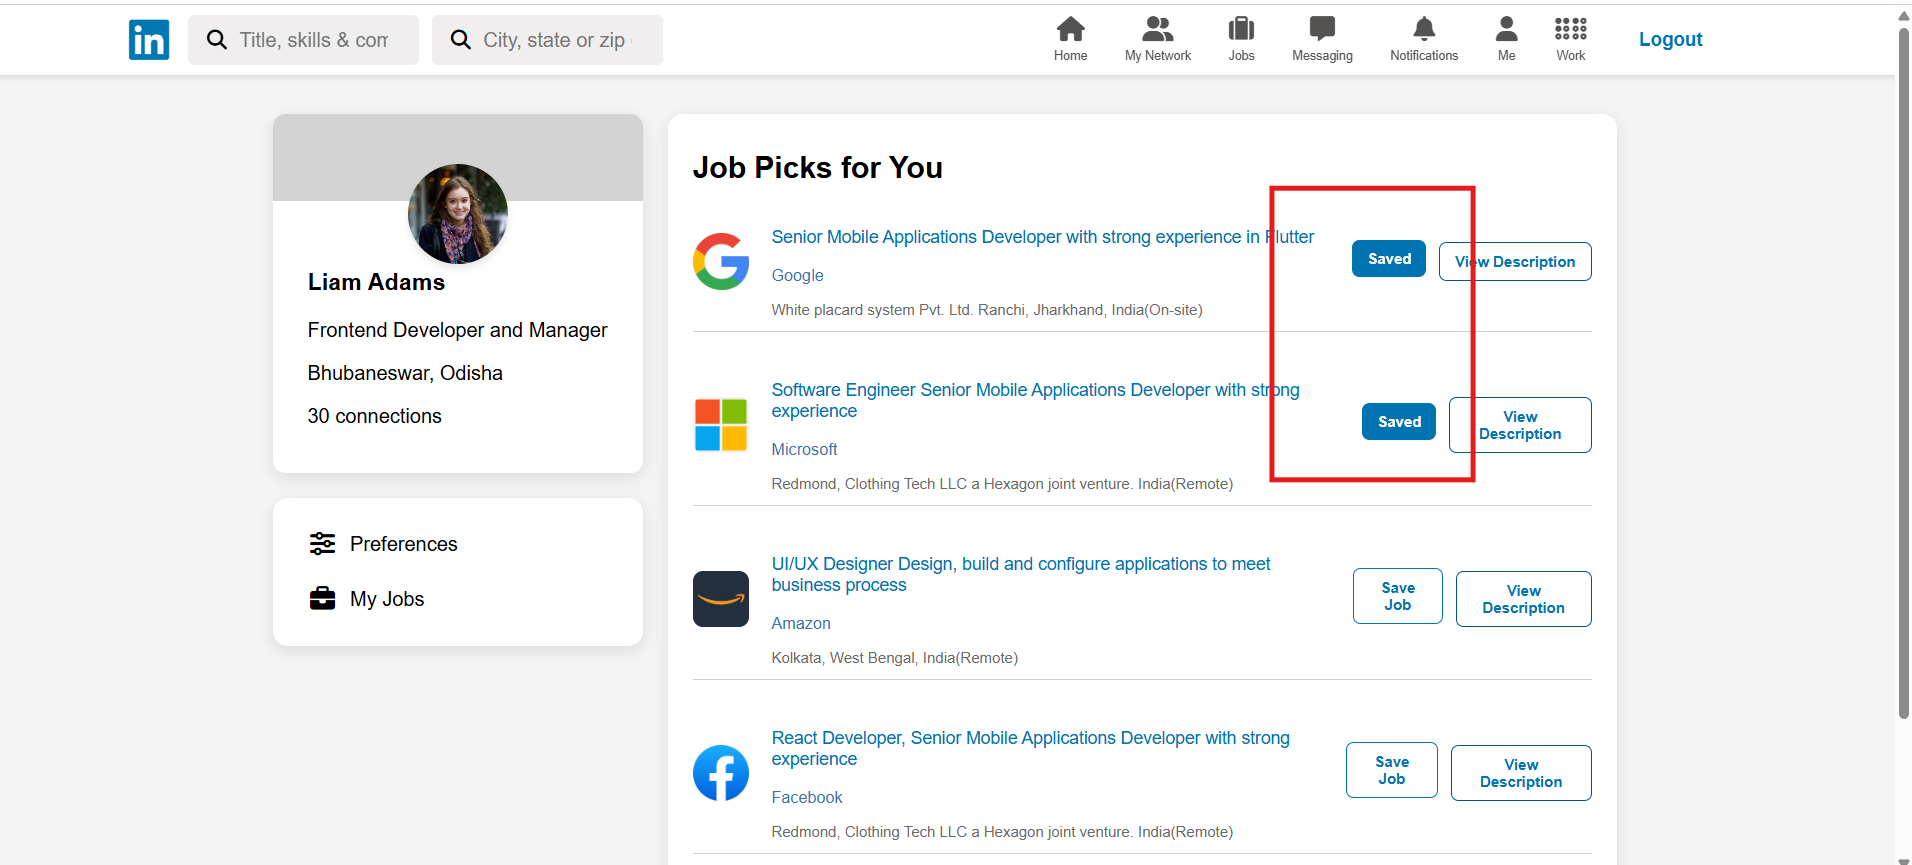 in
Title, skills & com
City, state or zip
Home
My Network
Jobs
Messaging
Notifications
Me
Work
Logout
Liam Adams
Frontend Developer and Manager
Bhubaneswar, Odisha
30 connections
Preferences
My Jobs
Job Picks for You
Senior Mobile Applications Developer with strong experience in Flutter
Google
White placard system Pvt. Ltd. Ranchi, Jharkhand, India(On-site)
Saved
View Description
Software Engineer Senior Mobile Applications Developer with strong
experience
Microsoft
Redmond, Clothing Tech LLC a Hexagon joint venture. India(Remote)
Saved
View
Description
UI/UX Designer Design, build and configure applications to meet
business process
Amazon
Kolkata, West Bengal, India(Remote)
Save
Job
View
Description
React Developer, Senior Mobile Applications Developer with strong
experience
Facebook
Redmond, Clothing Tech LLC a Hexagon joint venture. India(Remote)
Save
Job
View
Description